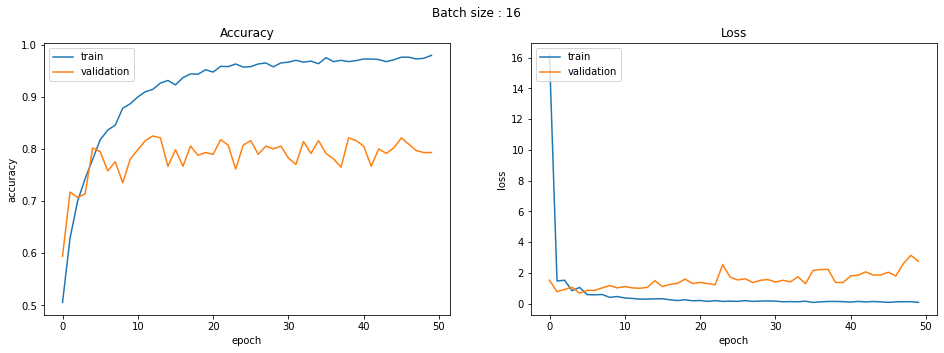 Batch size : 16
Accuracy
train
validation
1.0
0.9
0.8
0.7
0.6
0.5
accuracy
0 10 20 30 40 50
epoch
Loss
train
validation
16
14
12
10
8
6
4
2
0
loss
0 10 20 30 40 50
epoch